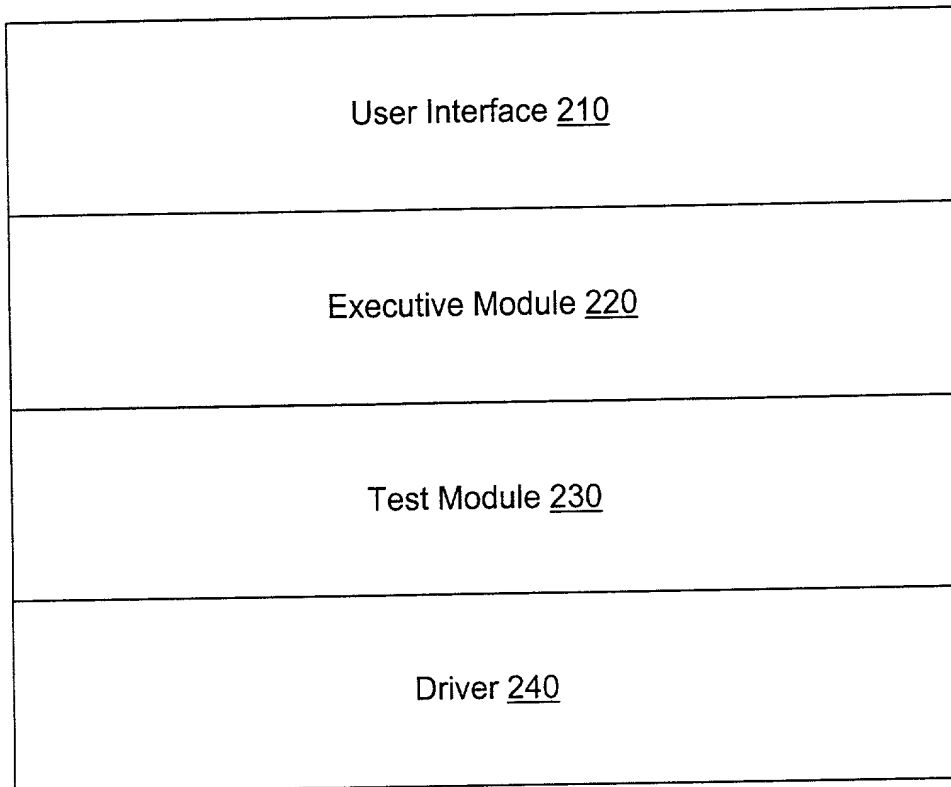 User Interface 210
Executive Module 220
Test Module 230
Driver 240